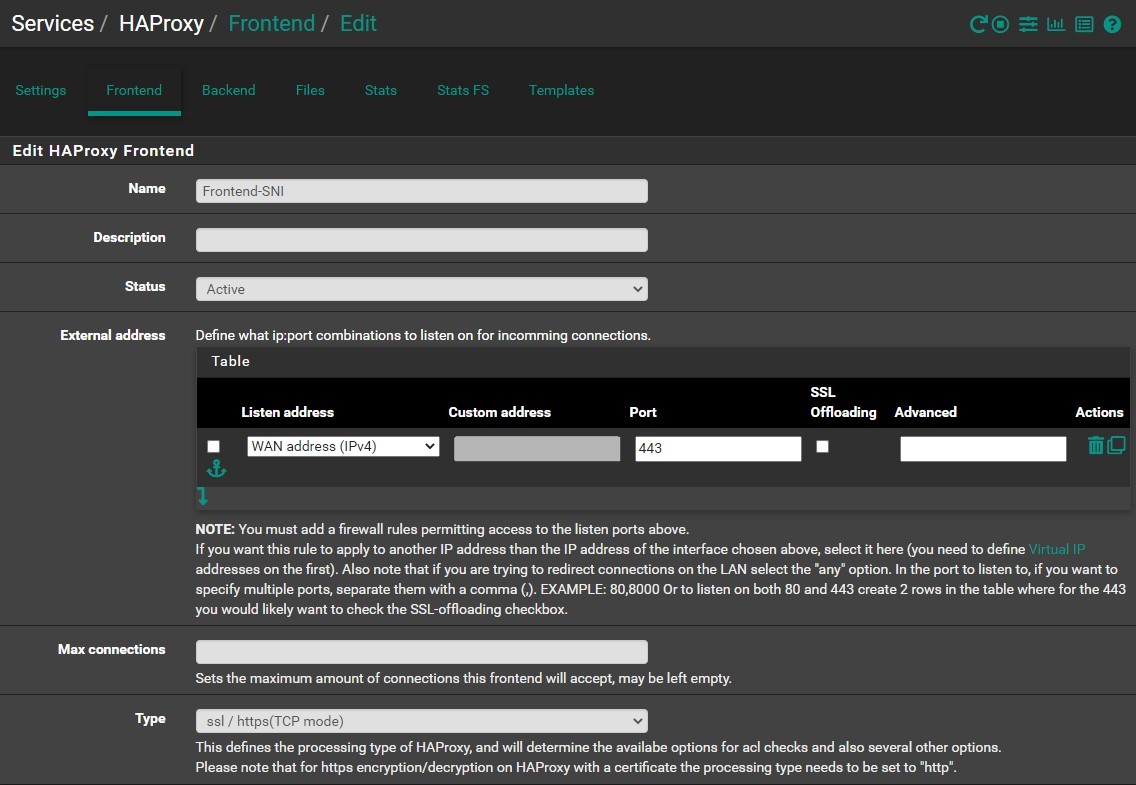 Services / HAProxy / Frontend / Edit
Settings Frontend Backend Files Stats Stats FS Templates
Edit HAProxy Frontend
Name Frontend-SNI
Description
Status Active
External address Define what ip:port combinations to listen on for incomming connections.
Table
Listen address Custom address Port SSL Offloading Advanced Actions
WAN address (IPv4) 443
NOTE: You must add a firewall rules permitting access to the listen ports above.
If you want this rule to apply to another IP address than the IP address of the interface chosen above, select it here (you need to define Virtual IP
addresses on the first). Also note that if you are trying to redirect connections on the LAN select the "any" option. In the port to listen to, if you want to
specify multiple ports, separate them with a comma (,). EXAMPLE: 80,8000 Or to listen on both 80 and 443 create 2 rows in the table where for the 443
you would likely want to check the SSL-offloading checkbox.
Max connections
Sets the maximum amount of connections this frontend will accept, may be left empty.
Type ssl / https(TCP mode)
This defines the processing type of HAProxy, and will determine the availabe options for acl checks and also several other options.
Please note that for https encryption/decryption on HAProxy with a certificate the processing type needs to be set to "http".